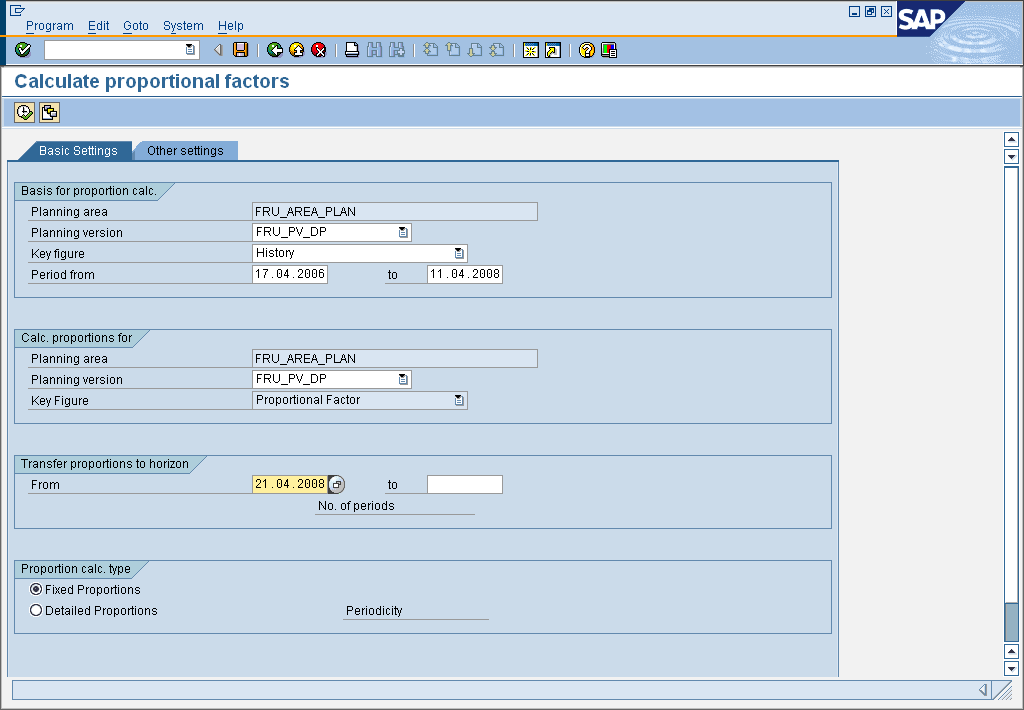 Program Edit Goto System Help
SAP
Calculate proportional factors
Basic Settings Other settings
Basis for proportion calc.
Planning area FRU_AREA_PLAN
Planning version FRU_PV_DP
Key figure History
Period from 17.04.2006 to 11.04.2008
Calc. proportions for
Planning area FRU_AREA_PLAN
Planning version FRU_PV_DP
Key Figure Proportional Factor
Transfer proportions to horizon
From 21.04.2008 to
No. of periods
Proportion calc. type
Fixed Proportions
Detailed Proportions Periodicity